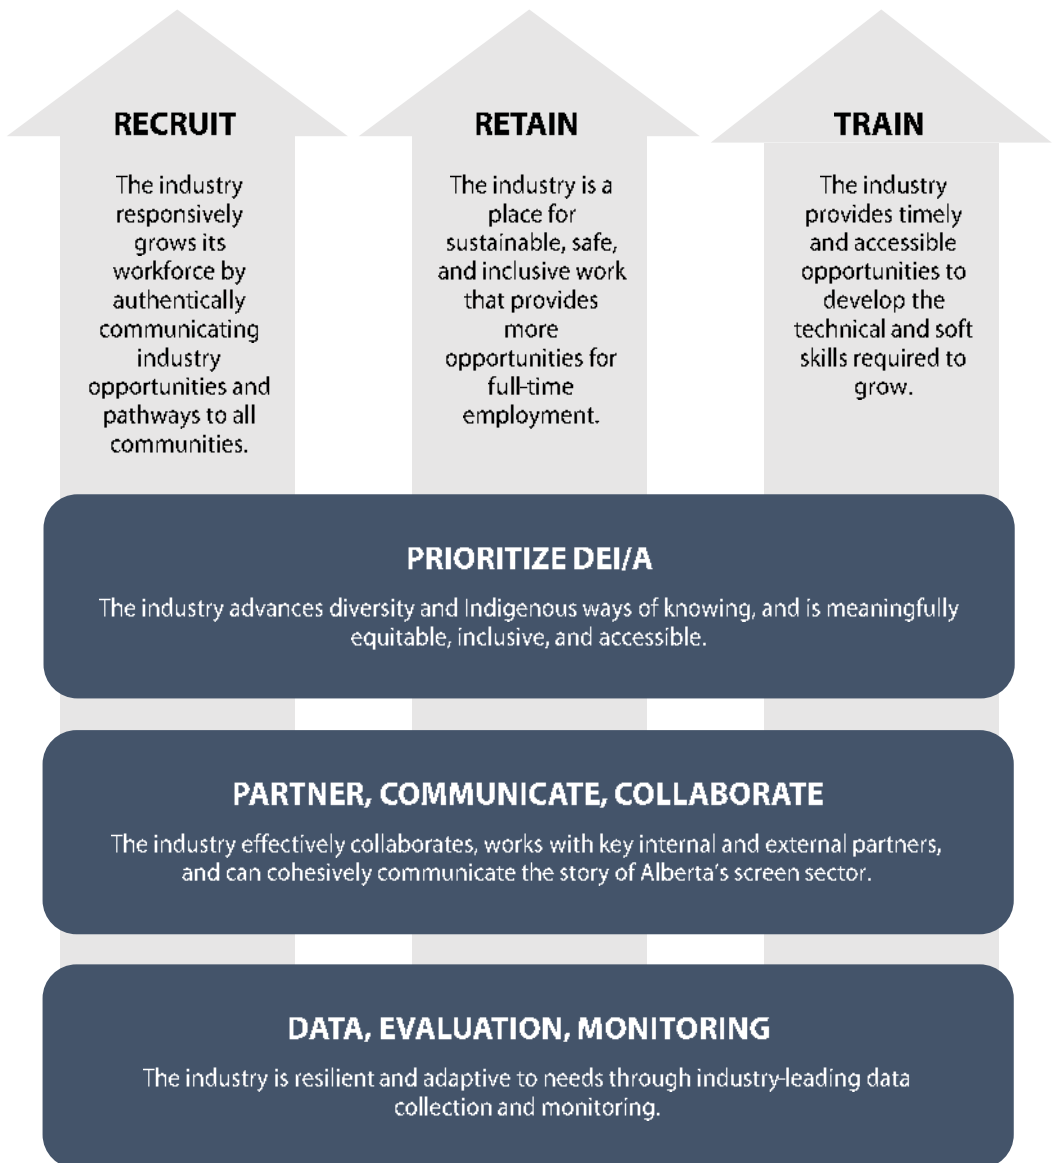 RECRUIT
The industry
responsively
grows its
workforce by
authentically
communicating
industry
opportunities and
pathways to all
communities.
RETAIN
The industry is a
place for
sustainable, safe,
and inclusive work
that provides
more
opportunities for
full-time
employment.
TRAIN
The industry
provides timely
and accessible
opportunities to
develop the
technical and soft
skills required to
grow.
PRIORITIZE DEI/A
The industry advances diversity and Indigenous ways of knowing, and is meaningfully
equitable, inclusive, and accessible.
PARTNER, COMMUNICATE, COLLABORATE
The industry effectively collaborates, works with key internal and external partners,
and can cohesively communicate the story of Alberta's screen sector.
DATA, EVALUATION, MONITORING
The industry is resilient and adaptive to needs through industry-leading data
collection and monitoring.